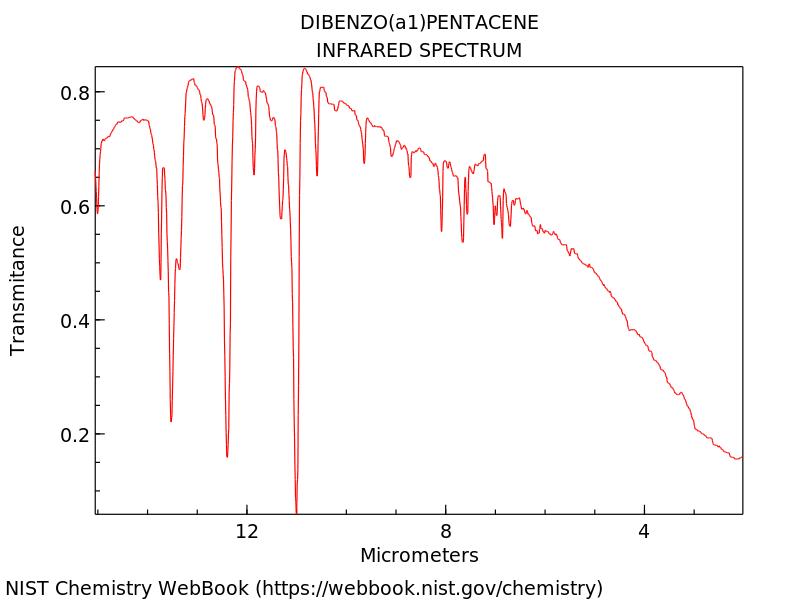 DIBENZO(a1)PENTACENE
INFRARED SPECTRUM
0.8
0.6
0.4
0.2
Transmitance
12
8
4
Micrometers
NIST Chemistry WebBook (https://webbook.nist.gov/chemistry)